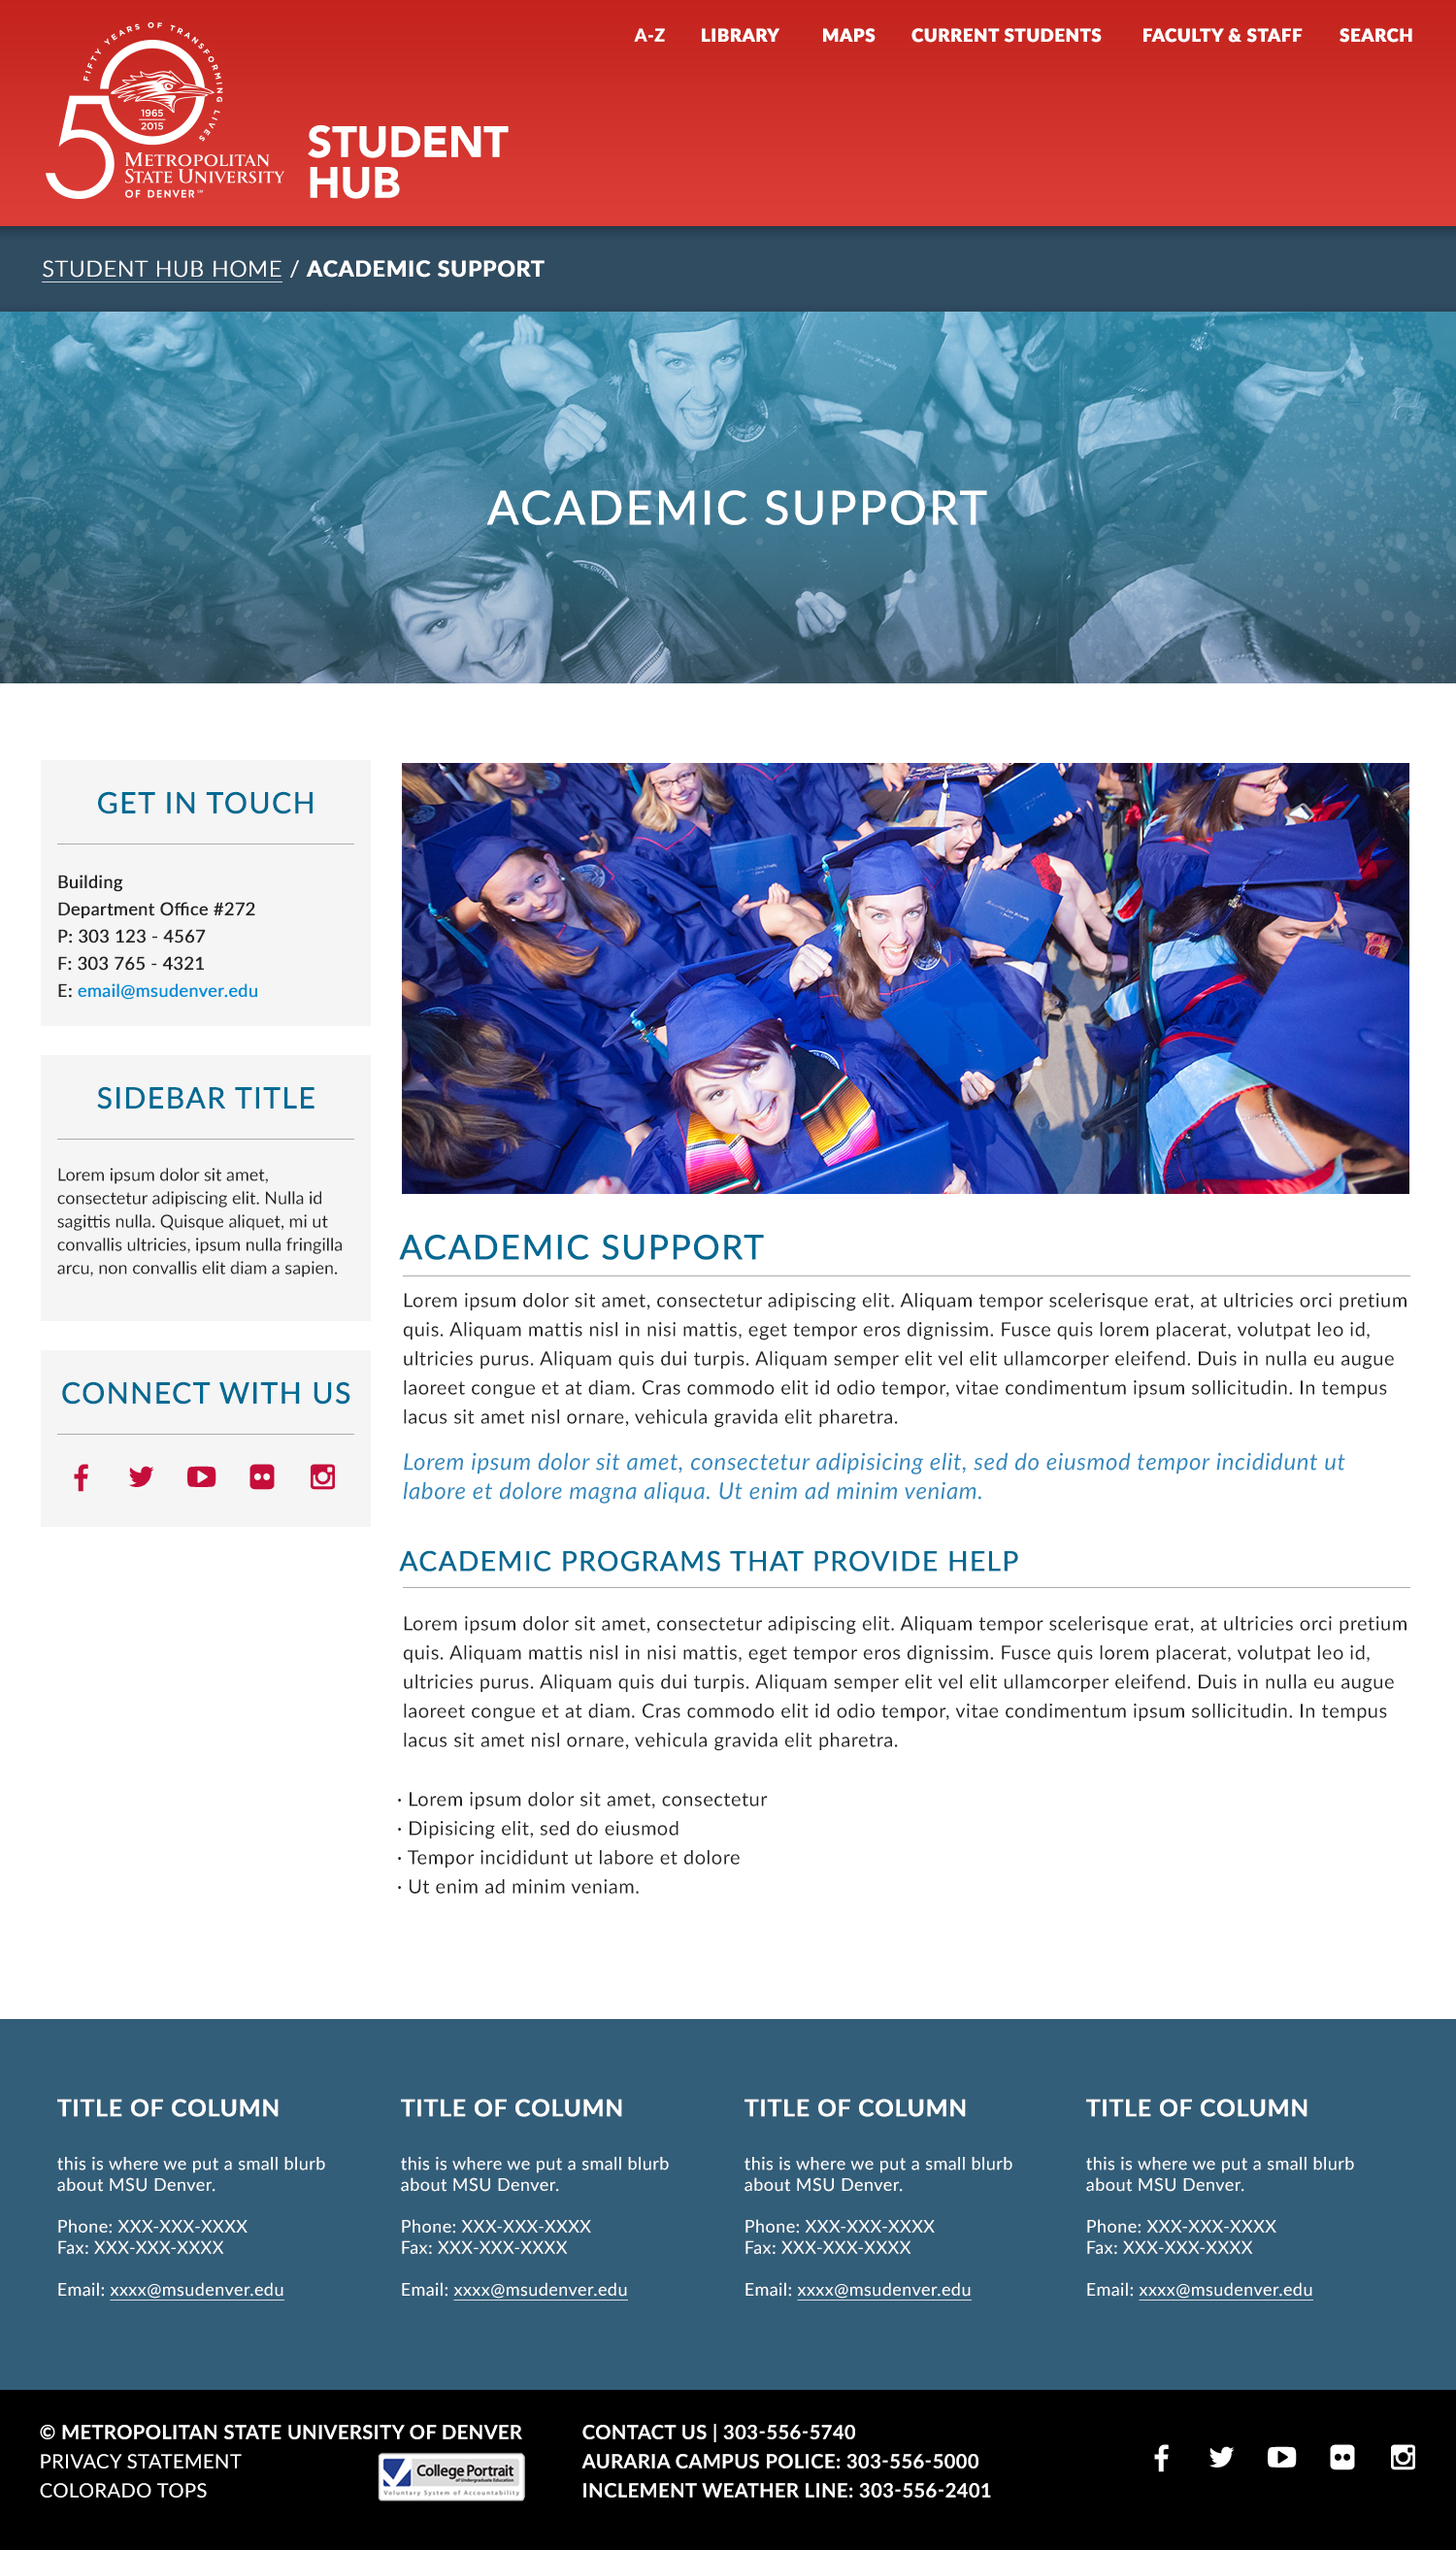 A-Z LIBRARY MAPS CURRENT STUDENTS FACULTY & STAFF SEARCH
FIFTY YEARS OF TRANSFORMING LIVES
50
1965
2015
METROPOLITAN
STATE UNIVERSITY
OF DENVER℠
STUDENT
HUB
STUDENT HUB HOME / ACADEMIC SUPPORT
ACADEMIC SUPPORT
GET IN TOUCH
Building
Department Office #272
P: 303 123 - 4567
F: 303 765 - 4321
E: email@msudenver.edu
SIDEBAR TITLE
Lorem ipsum dolor sit amet,
consectetur adipiscing elit. Nulla id
sagittis nulla. Quisque aliquet, mi ut
convallis ultricies, ipsum nulla fringilla
arcu, non convallis elit diam a sapien.
CONNECT WITH US
ACADEMIC SUPPORT
Lorem ipsum dolor sit amet, consectetur adipiscing elit. Aliquam tempor scelerisque erat, at ultricies orci pretium
quis. Aliquam mattis nisl in nisi mattis, eget tempor eros dignissim. Fusce quis lorem placerat, volutpat leo id,
ultricies purus. Aliquam quis dui turpis. Aliquam semper elit vel elit ullamcorper eleifend. Duis in nulla eu augue
laoreet congue et at diam. Cras commodo elit id odio tempor, vitae condimentum ipsum sollicitudin. In tempus
lacus sit amet nisl ornare, vehicula gravida elit pharetra.
Lorem ipsum dolor sit amet, consectetur adipisicing elit, sed do eiusmod tempor incididunt ut
labore et dolore magna aliqua. Ut enim ad minim veniam.
ACADEMIC PROGRAMS THAT PROVIDE HELP
Lorem ipsum dolor sit amet, consectetur adipiscing elit. Aliquam tempor scelerisque erat, at ultricies orci pretium
quis. Aliquam mattis nisl in nisi mattis, eget tempor eros dignissim. Fusce quis lorem placerat, volutpat leo id,
ultricies purus. Aliquam quis dui turpis. Aliquam semper elit vel elit ullamcorper eleifend. Duis in nulla eu augue
laoreet congue et at diam. Cras commodo elit id odio tempor, vitae condimentum ipsum sollicitudin. In tempus
lacus sit amet nisl ornare, vehicula gravida elit pharetra.
· Lorem ipsum dolor sit amet, consectetur
· Dipisicing elit, sed do eiusmod
· Tempor incididunt ut labore et dolore
· Ut enim ad minim veniam.
TITLE OF COLUMN
this is where we put a small blurb
about MSU Denver.
Phone: XXX-XXX-XXXX
Fax: XXX-XXX-XXXX
Email: xxxx@msudenver.edu
TITLE OF COLUMN
this is where we put a small blurb
about MSU Denver.
Phone: XXX-XXX-XXXX
Fax: XXX-XXX-XXXX
Email: xxxx@msudenver.edu
TITLE OF COLUMN
this is where we put a small blurb
about MSU Denver.
Phone: XXX-XXX-XXXX
Fax: XXX-XXX-XXXX
Email: xxxx@msudenver.edu
TITLE OF COLUMN
this is where we put a small blurb
about MSU Denver.
Phone: XXX-XXX-XXXX
Fax: XXX-XXX-XXXX
Email: xxxx@msudenver.edu
© METROPOLITAN STATE UNIVERSITY OF DENVER
PRIVACY STATEMENT
COLORADO TOPS
College Portrait
of Undergraduate Education
Voluntary System of Accountability
CONTACT US | 303-556-5740
AURARIA CAMPUS POLICE: 303-556-5000
INCLEMENT WEATHER LINE: 303-556-2401